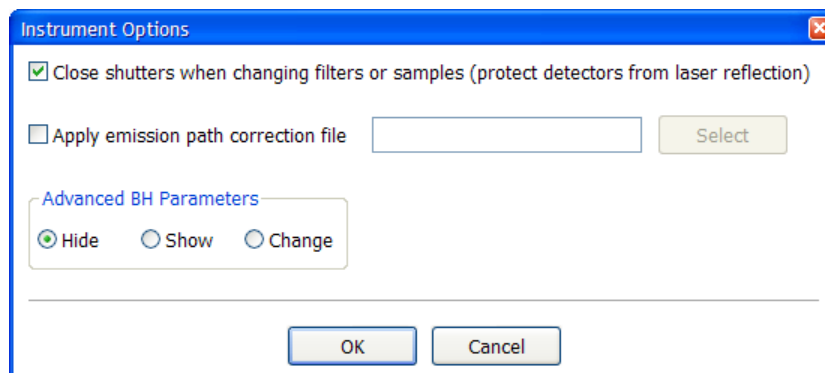 Instrument Options
Close shutters when changing filters or samples (protect detectors from laser reflection)
Apply emission path correction file Select
Advanced BH Parameters
Hide Show Change
OK Cancel